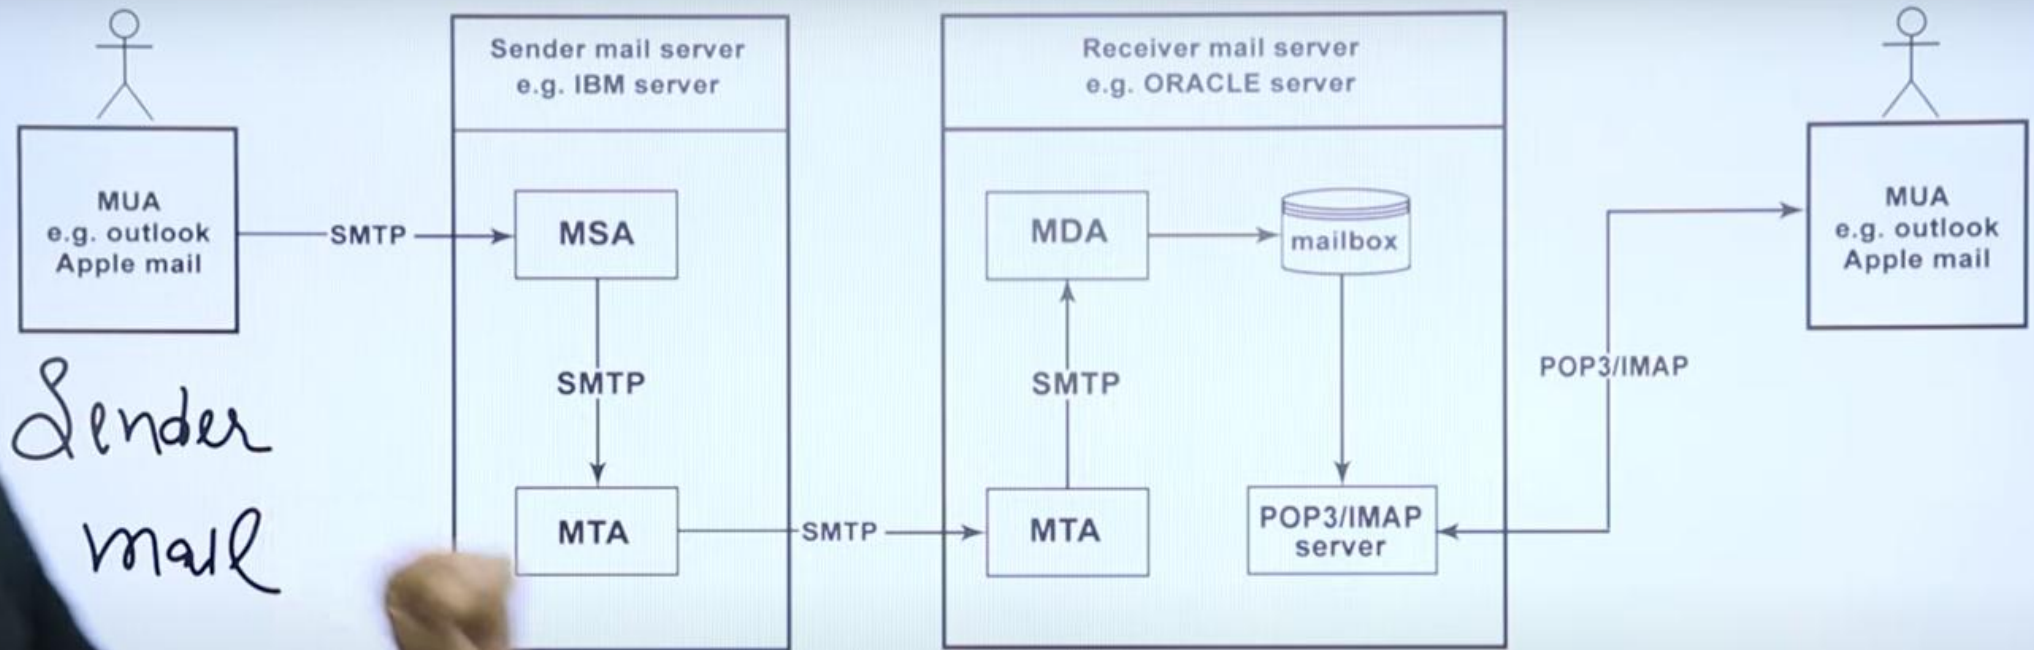 Sender mail server
e.g. IBM server
Receiver mail server
e.g. ORACLE server
MUA
e.g. outlook
Apple mail
SMTP
MSA
SMTP
MTA
SMTP
MDA
mailbox
SMTP
MTA
POP3/IMAP
server
POP3/IMAP
MUA
e.g. outlook
Apple mail
Sender
mail